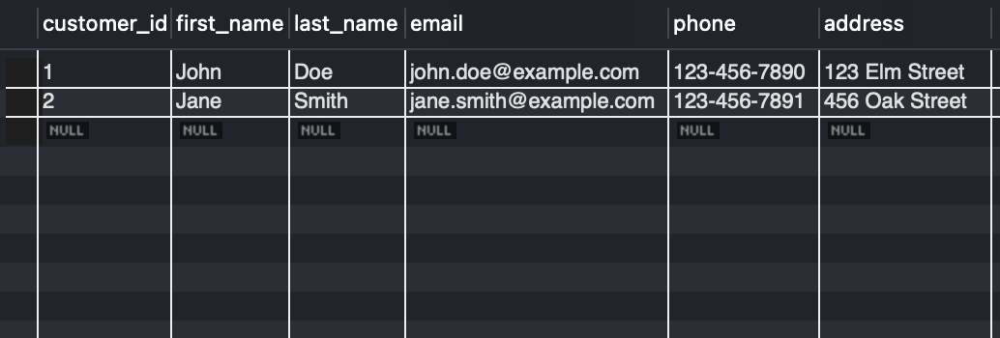 customer_id first_name last_name email phone address
1 John Doe john.doe@example.com 123-456-7890 123 Elm Street
2 Jane Smith jane.smith@example.com 123-456-7891 456 Oak Street
NULL NULL NULL NULL NULL NULL